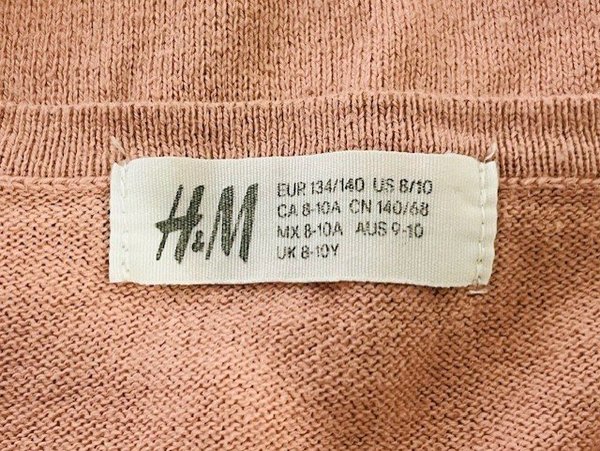 H&M
EUR 134/140 US 8/10
CA 8-10A CN 140/68
MX 8-10A AUS 9-10
UK 8-10Y